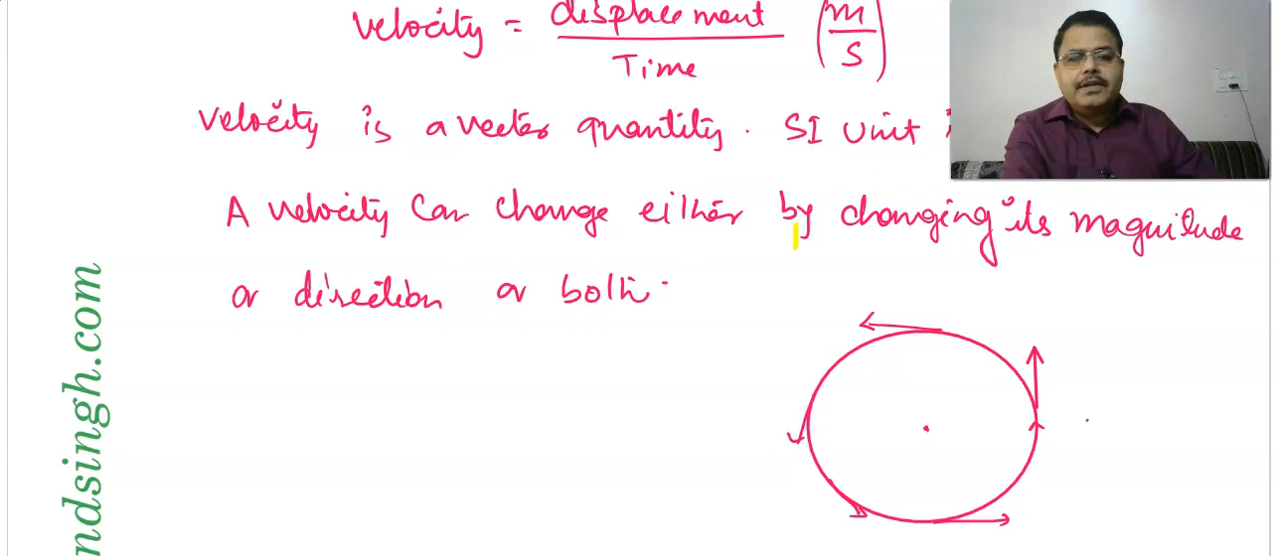 velocity = displacement / Time (m/s)
velocity is a vector quantity. SI unit
A velocity can change either by changing its magnitude
or direction or both.
ndsingh.com